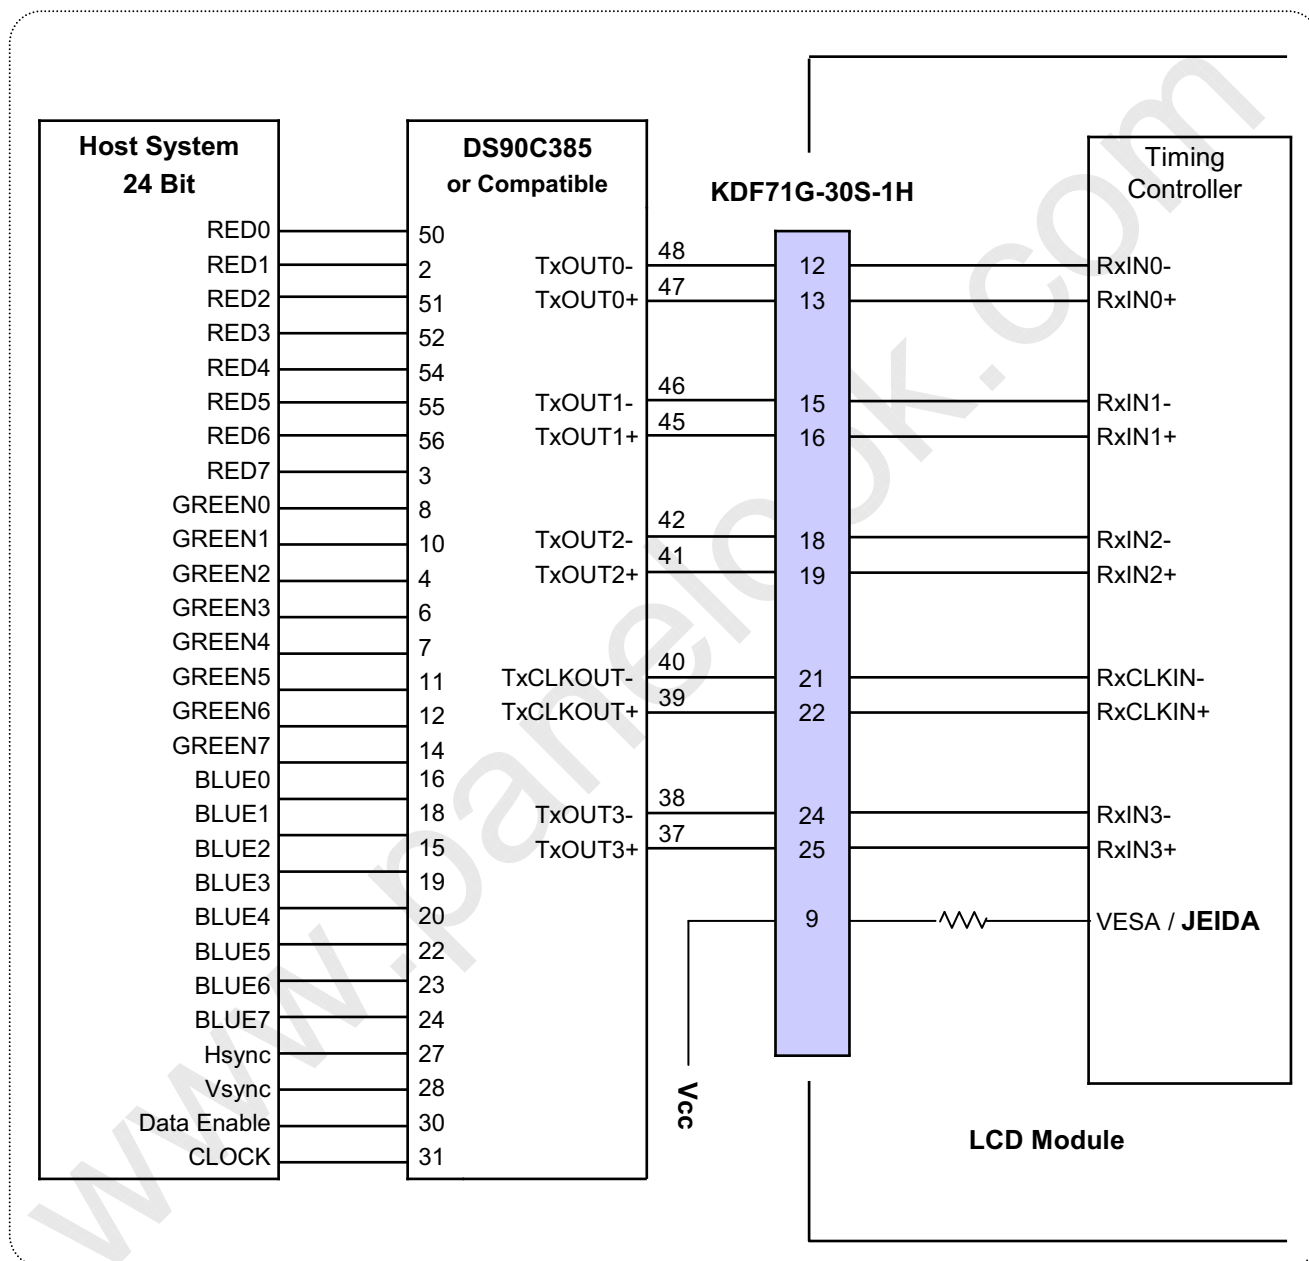 Host System
24 Bit
RED0
RED1
RED2
RED3
RED4
RED5
RED6
RED7
GREEN0
GREEN1
GREEN2
GREEN3
GREEN4
GREEN5
GREEN6
GREEN7
BLUE0
BLUE1
BLUE2
BLUE3
BLUE4
BLUE5
BLUE6
BLUE7
Hsync
Vsync
Data Enable
CLOCK
DS90C385
or Compatible
50
2
51
52
54
55
56
3
8
10
4
6
7
11
12
14
16
18
15
19
20
22
23
24
27
28
30
31
TxOUT0-
TxOUT0+
TxOUT1-
TxOUT1+
TxOUT2-
TxOUT2+
TxCLKOUT-
TxCLKOUT+
TxOUT3-
TxOUT3+
48
47
46
45
42
41
40
39
38
37
Vcc
KDF71G-30S-1H
12
13
15
16
18
19
21
22
24
25
9
Timing
Controller
RxIN0-
RxIN0+
RxIN1-
RxIN1+
RxIN2-
RxIN2+
RxCLKIN-
RxCLKIN+
RxIN3-
RxIN3+
VESA / JEIDA
LCD Module
www.panelook.com